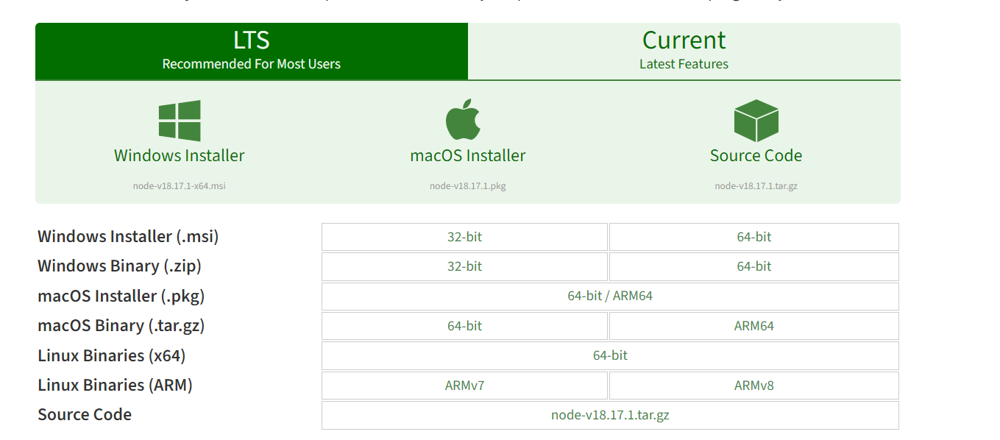 LTS
Recommended For Most Users
Current
Latest Features
Windows Installer
node-v18.17.1-x64.msi
macOS Installer
node-v18.17.1.pkg
Source Code
node-v18.17.1.tar.gz
Windows Installer (.msi) 32-bit 64-bit
Windows Binary (.zip) 32-bit 64-bit
macOS Installer (.pkg) 64-bit / ARM64
macOS Binary (.tar.gz) 64-bit ARM64
Linux Binaries (x64) 64-bit
Linux Binaries (ARM) ARMv7 ARMv8
Source Code node-v18.17.1.tar.gz